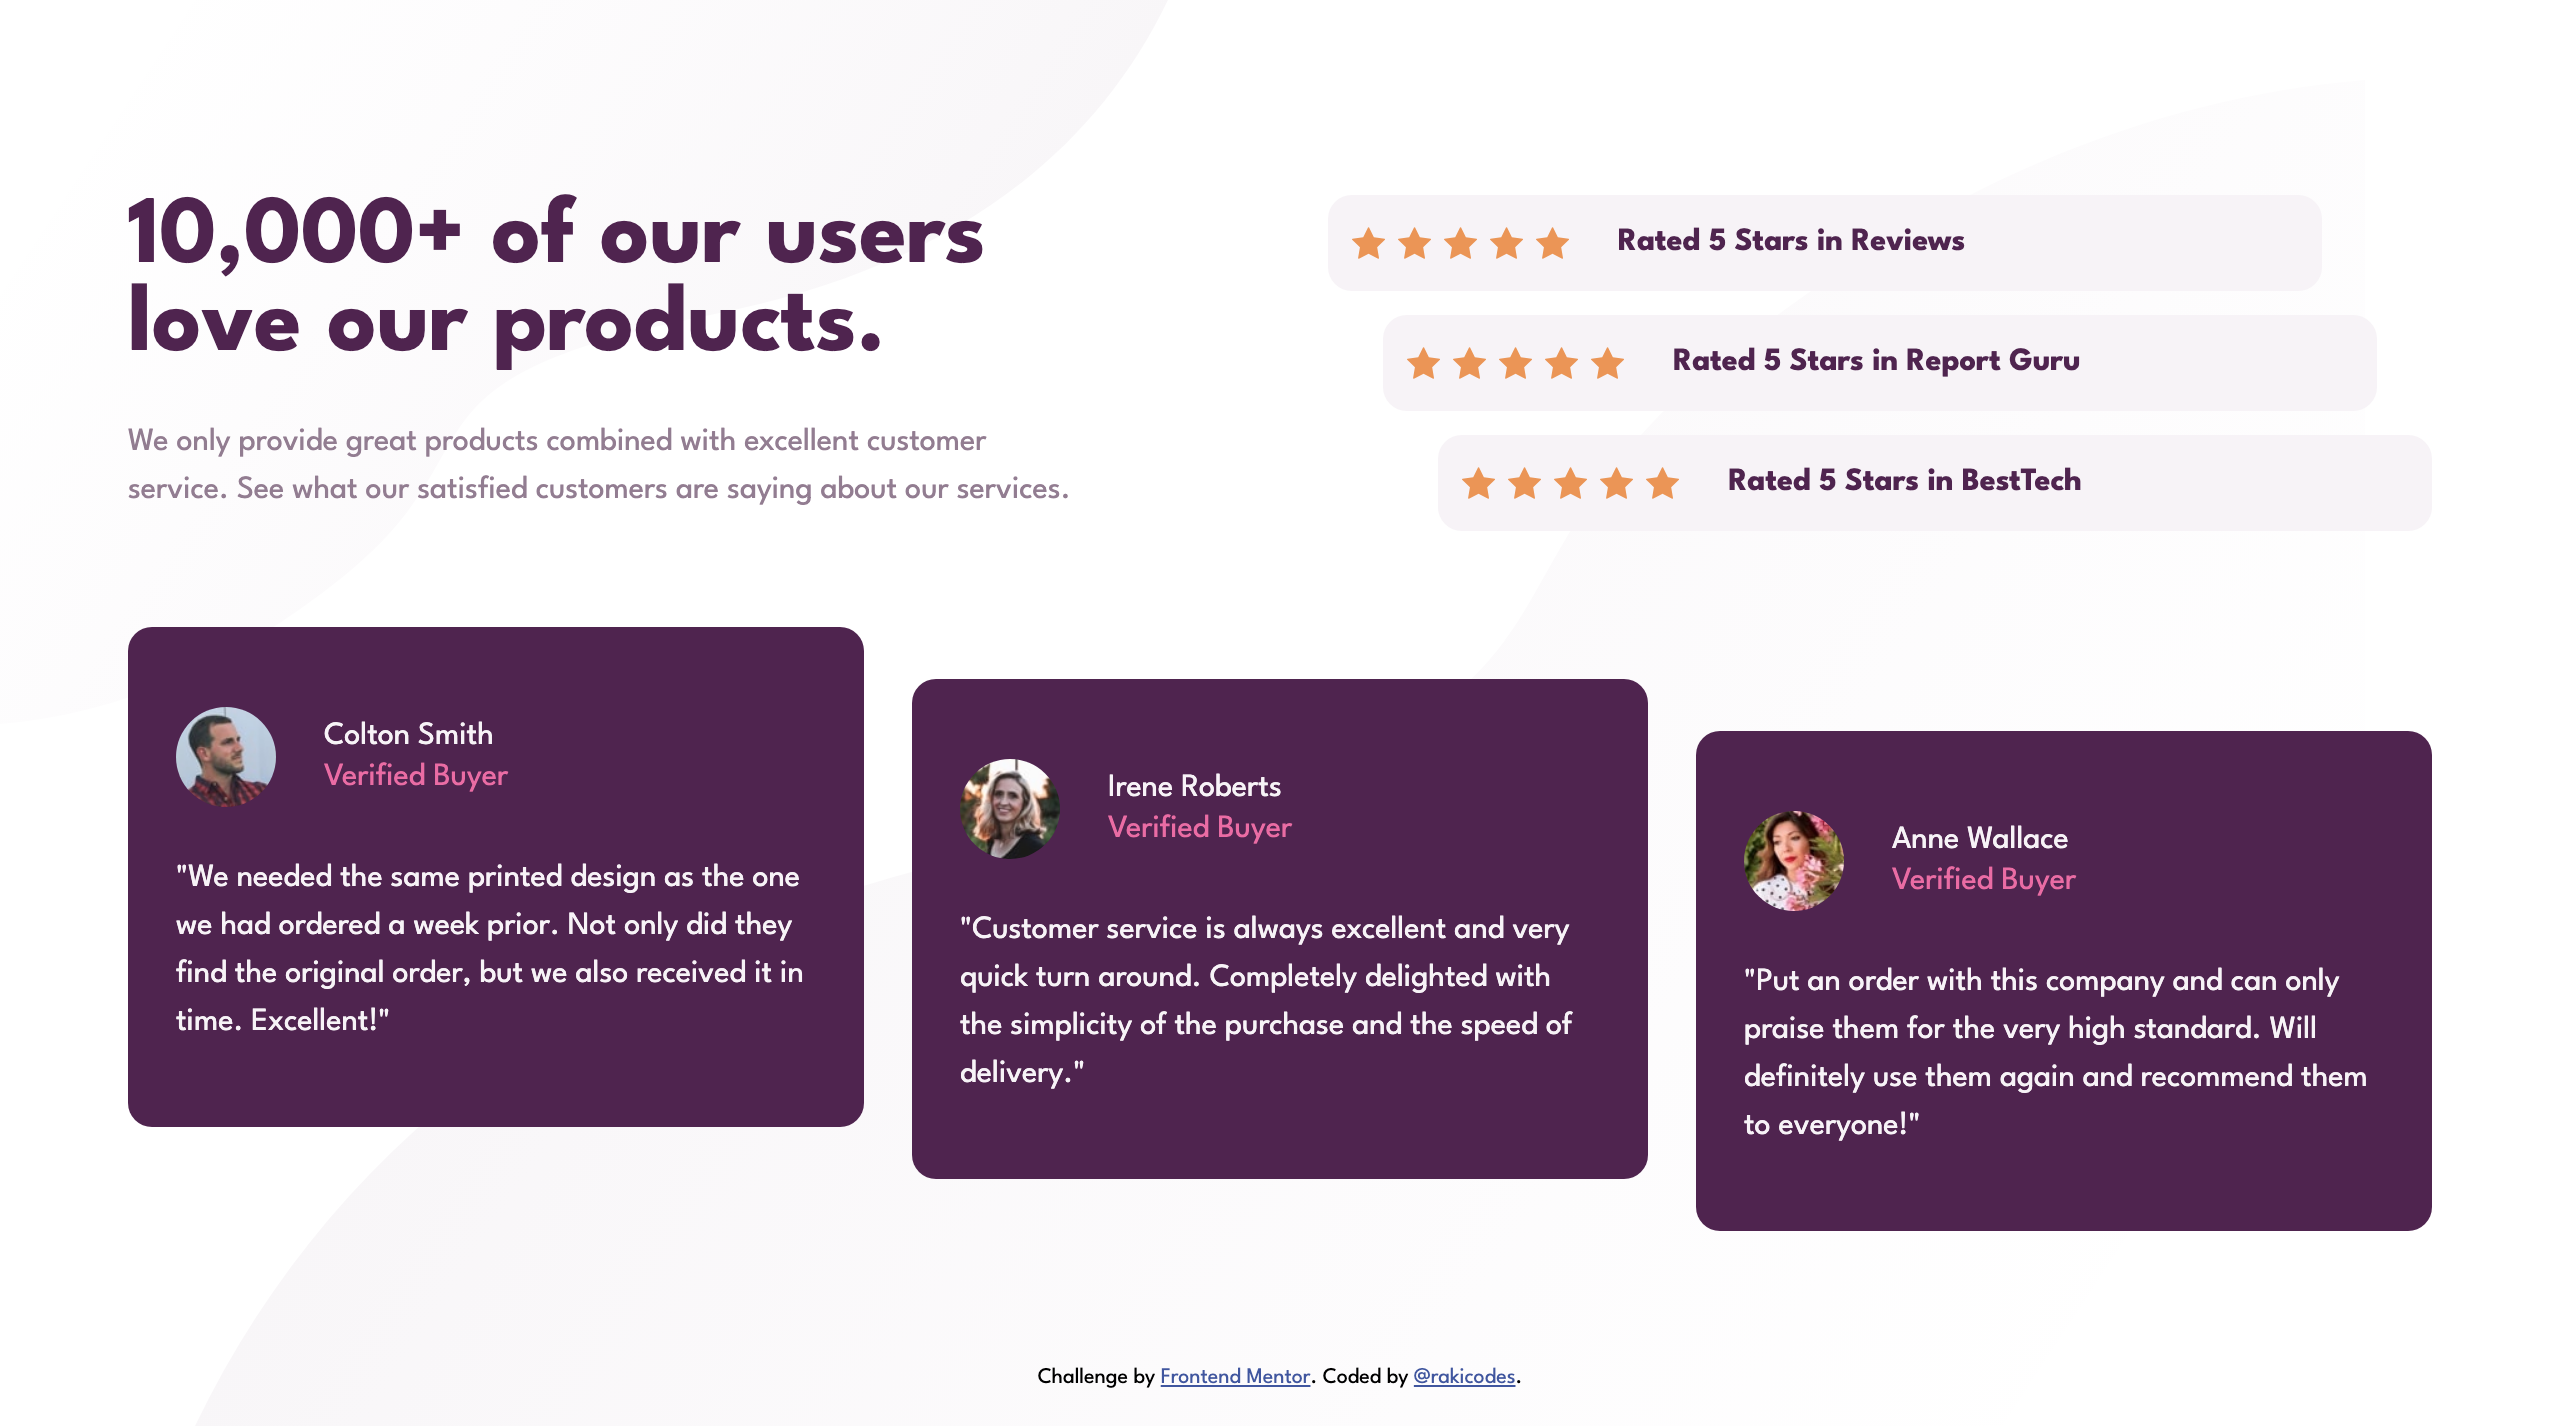 10,000+ of our users
love our products.
We only provide great products combined with excellent customer
service. See what our satisfied customers are saying about our services.
Rated 5 Stars in Reviews
Rated 5 Stars in Report Guru
Rated 5 Stars in BestTech
Colton Smith
Verified Buyer
"We needed the same printed design as the one
we had ordered a week prior. Not only did they
find the original order, but we also received it in
time. Excellent!"
Irene Roberts
Verified Buyer
"Customer service is always excellent and very
quick turn around. Completely delighted with
the simplicity of the purchase and the speed of
delivery."
Anne Wallace
Verified Buyer
"Put an order with this company and can only
praise them for the very high standard. Will
definitely use them again and recommend them
to everyone!"
Challenge by Frontend Mentor. Coded by @rakicodes.